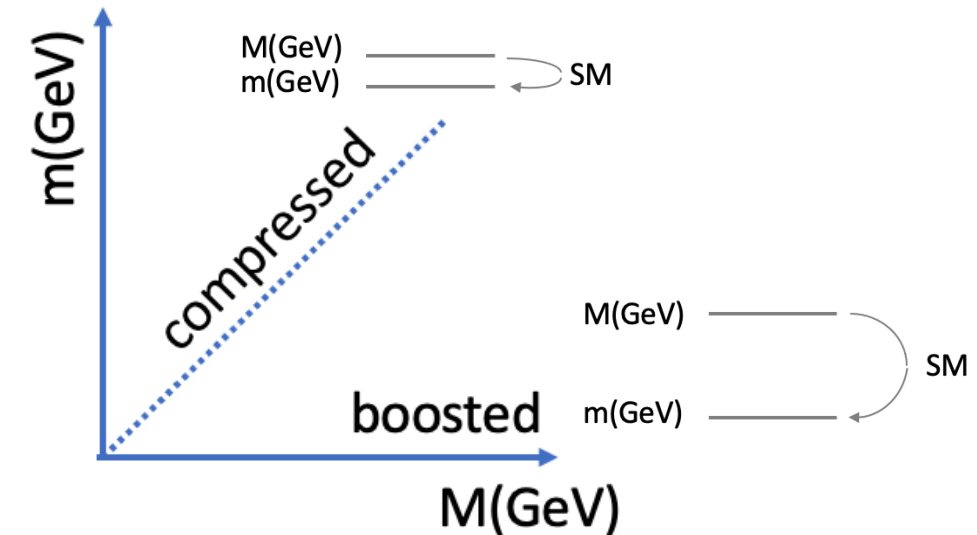 m(GeV)
M(GeV)
m(GeV)
SM
compressed
M(GeV)
m(GeV)
SM
boosted
M(GeV)